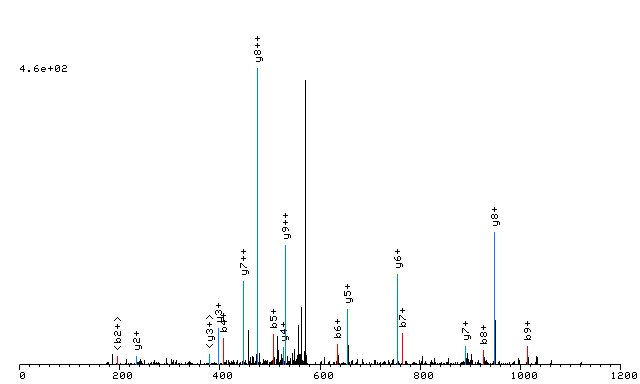 y8++
4.6e+02
y9++
y8+
y7++
y6+
y5+
<b2+>
y2+
<y3+>
y3+
b5+
y4+
b6+
b7+
y7+
b8+
b9+
0
200
400
600
800
1000
1200